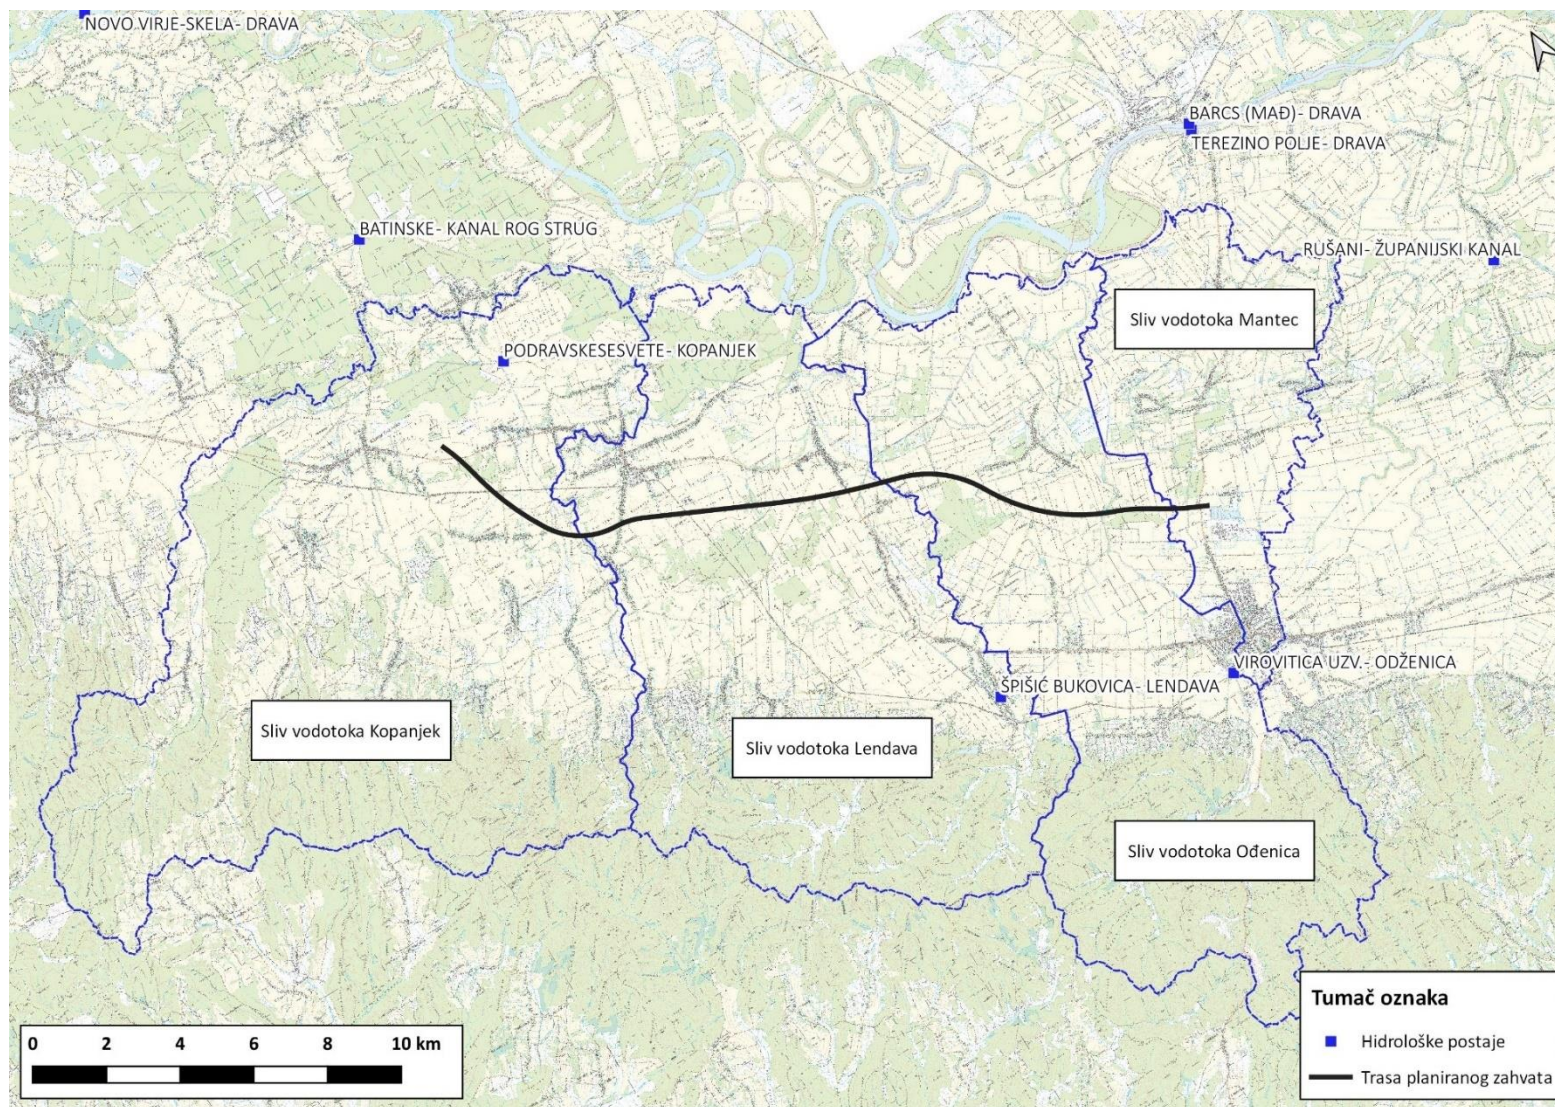 NOVO VIRJE-SKELA- DRAVA
BARCS (MAĐ)- DRAVA
TEREZINO POLJE- DRAVA
BATINSKE- KANAL ROG STRUG
RUŠANI- ŽUPANIJSKI KANAL
Sliv vodotoka Mantec
PODRAVSKESESVETE- KOPANJEK
VIROVITICA UZV.- ODŽENICA
ŠPIŠIĆ BUKOVICA- LENDAVA
Sliv vodotoka Kopanjek
Sliv vodotoka Lendava
Sliv vodotoka Ođenica
Tumač oznaka
Hidrološke postaje
Trasa planiranog zahvata
0 2 4 6 8 10 km